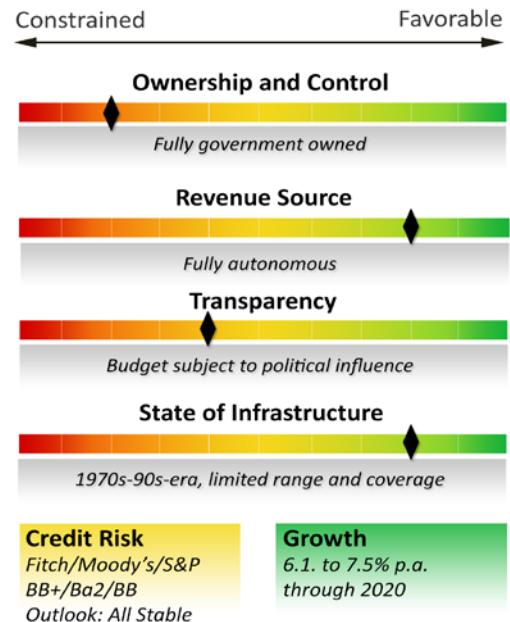 Constrained Favorable
Ownership and Control
Fully government owned
Revenue Source
Fully autonomous
Transparency
Budget subject to political influence
State of Infrastructure
1970s-90s-era, limited range and coverage
Credit Risk
Fitch/Moody's/S&P
BB+/Ba2/BB
Outlook: All Stable
Growth
6.1. to 7.5% p.a.
through 2020